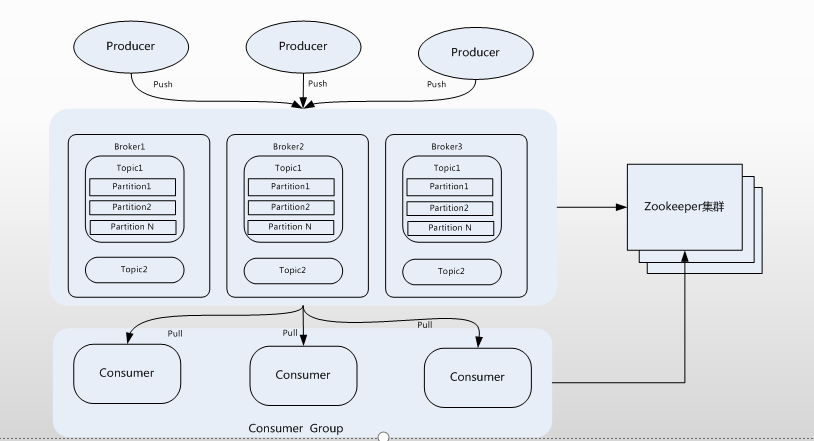 Producer
Producer
Producer
Push
Push
Push
Broker1
Topic1
Partition1
Partition2
Partition N
Topic2
Broker2
Topic1
Partition1
Partition2
Partition N
Topic2
Broker3
Topic1
Partition1
Partition2
Partition N
Topic2
Zookeeper集群
Pull
Pull
Pull
Consumer
Consumer
Consumer
Consumer Group